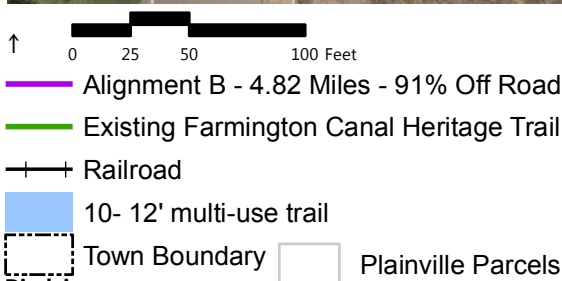 ↑ 0 25 50 100 Feet
Alignment B - 4.82 Miles - 91% Off Road
Existing Farmington Canal Heritage Trail
Railroad
10- 12' multi-use trail
Town Boundary Plainville Parcels